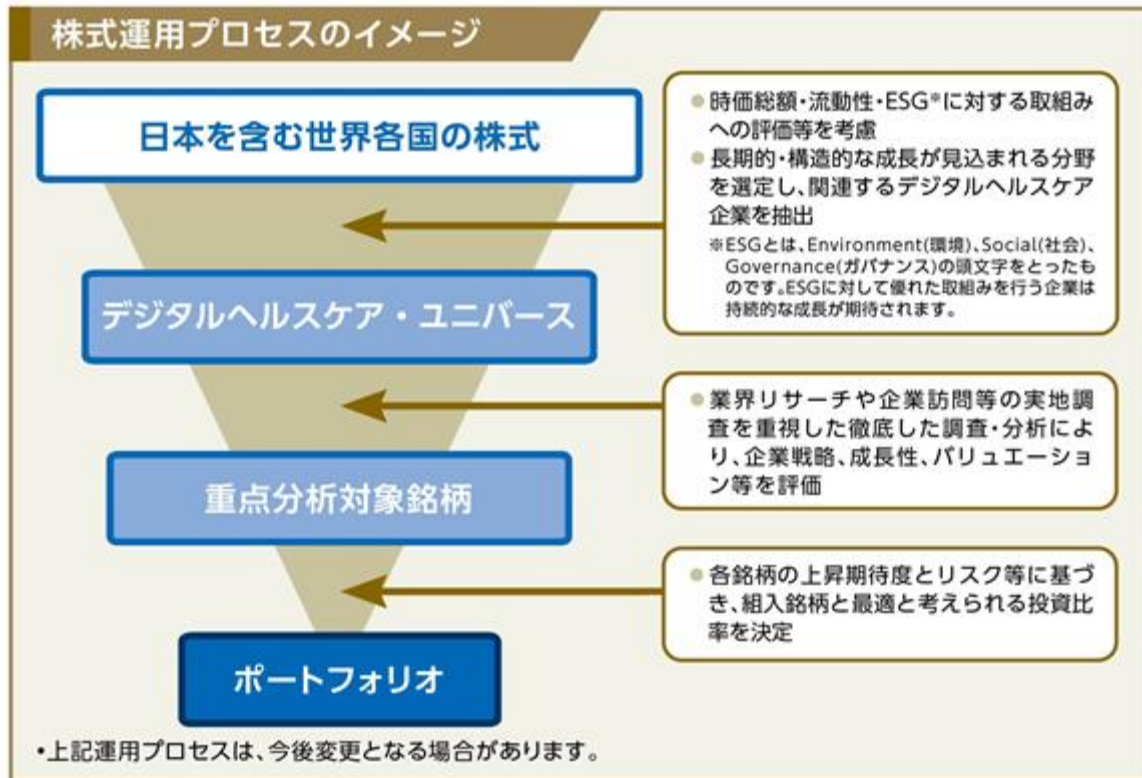 株式運用プロセスのイメージ
日本を含む世界各国の株式
●時価総額・流動性・ESG※に対する取組み
への評価等を考慮
●長期的・構造的な成長が見込まれる分野
を選定し、関連するデジタルヘルスケア
企業を抽出
※ESGとは、Environment(環境)、Social(社会)、
Governance(ガバナンス)の頭文字をとったも
のです。ESGに対して優れた取組みを行う企業は
持続的な成長が期待されます。
デジタルヘルスケア・ユニバース
●業界リサーチや企業訪問等の実地調
査を重視した徹底した調査・分析によ
り、企業戦略、成長性、バリュエーショ
ン等を評価
重点分析対象銘柄
●各銘柄の上昇期待度とリスク等に基づ
き、組入銘柄と最適と考えられる投資比
率を決定
ポートフォリオ
・上記運用プロセスは、今後変更となる場合があります。